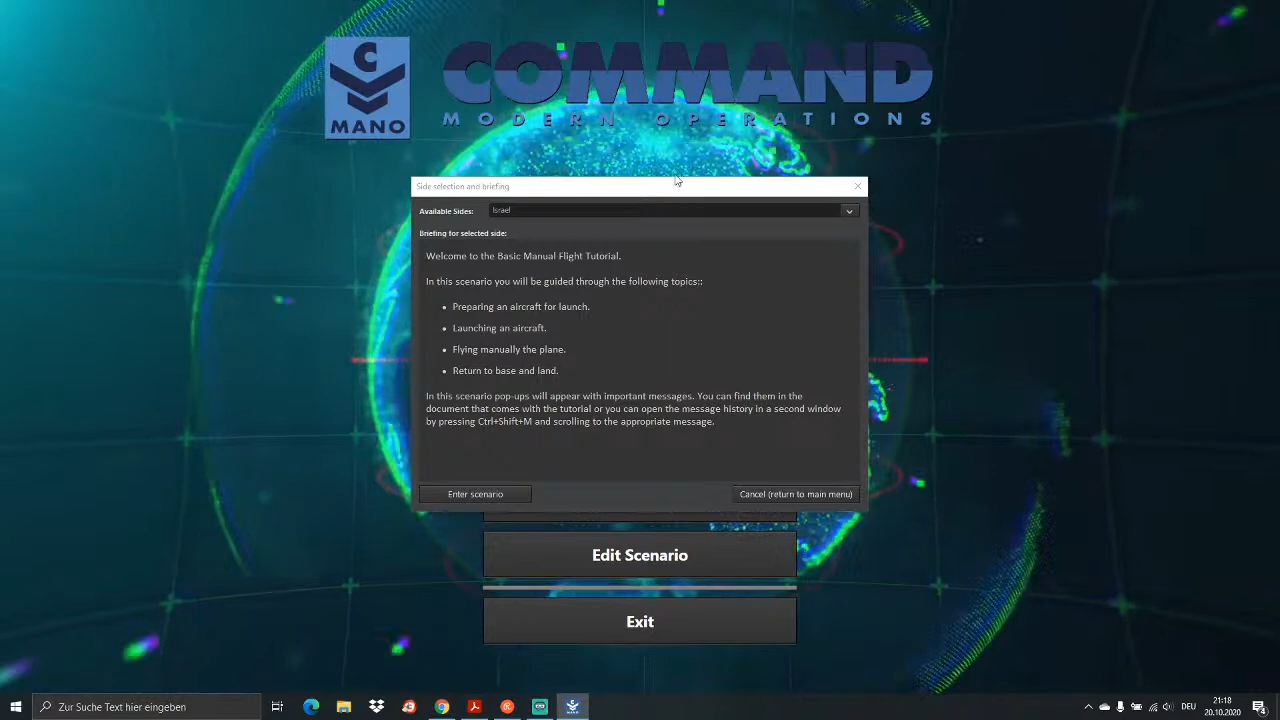 C
MANO
COMMAND
MODERN OPERATIONS
Side selection and briefing
Available Sides:
Israel
Briefing for selected side:
Welcome to the Basic Manual Flight Tutorial.
In this scenario you will be guided through the following topics::
• Preparing an aircraft for launch.
• Launching an aircraft.
• Flying manually the plane.
• Return to base and land.
In this scenario pop-ups will appear with important messages. You can find them in the
document that comes with the tutorial or you can open the message history in a second window
by pressing Ctrl+Shift+M and scrolling to the appropriate message.
Enter scenario
Cancel (return to main menu)
Edit Scenario
Exit
Zur Suche Text hier eingeben
DEU
21:18
20.10.2020